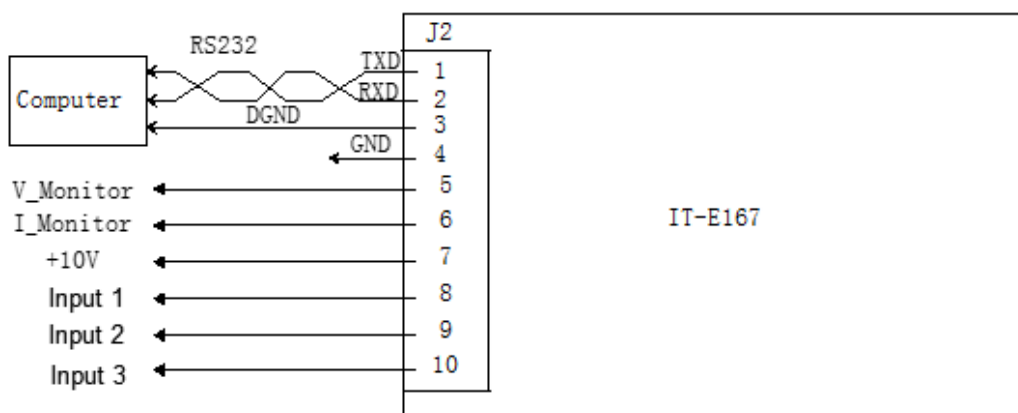 J2
RS232
TXD
1
Computer
RXD
2
DGND
3
GND
4
V_Monitor
5
I_Monitor
6
IT-E167
+10V
7
Input 1
8
Input 2
9
Input 3
10